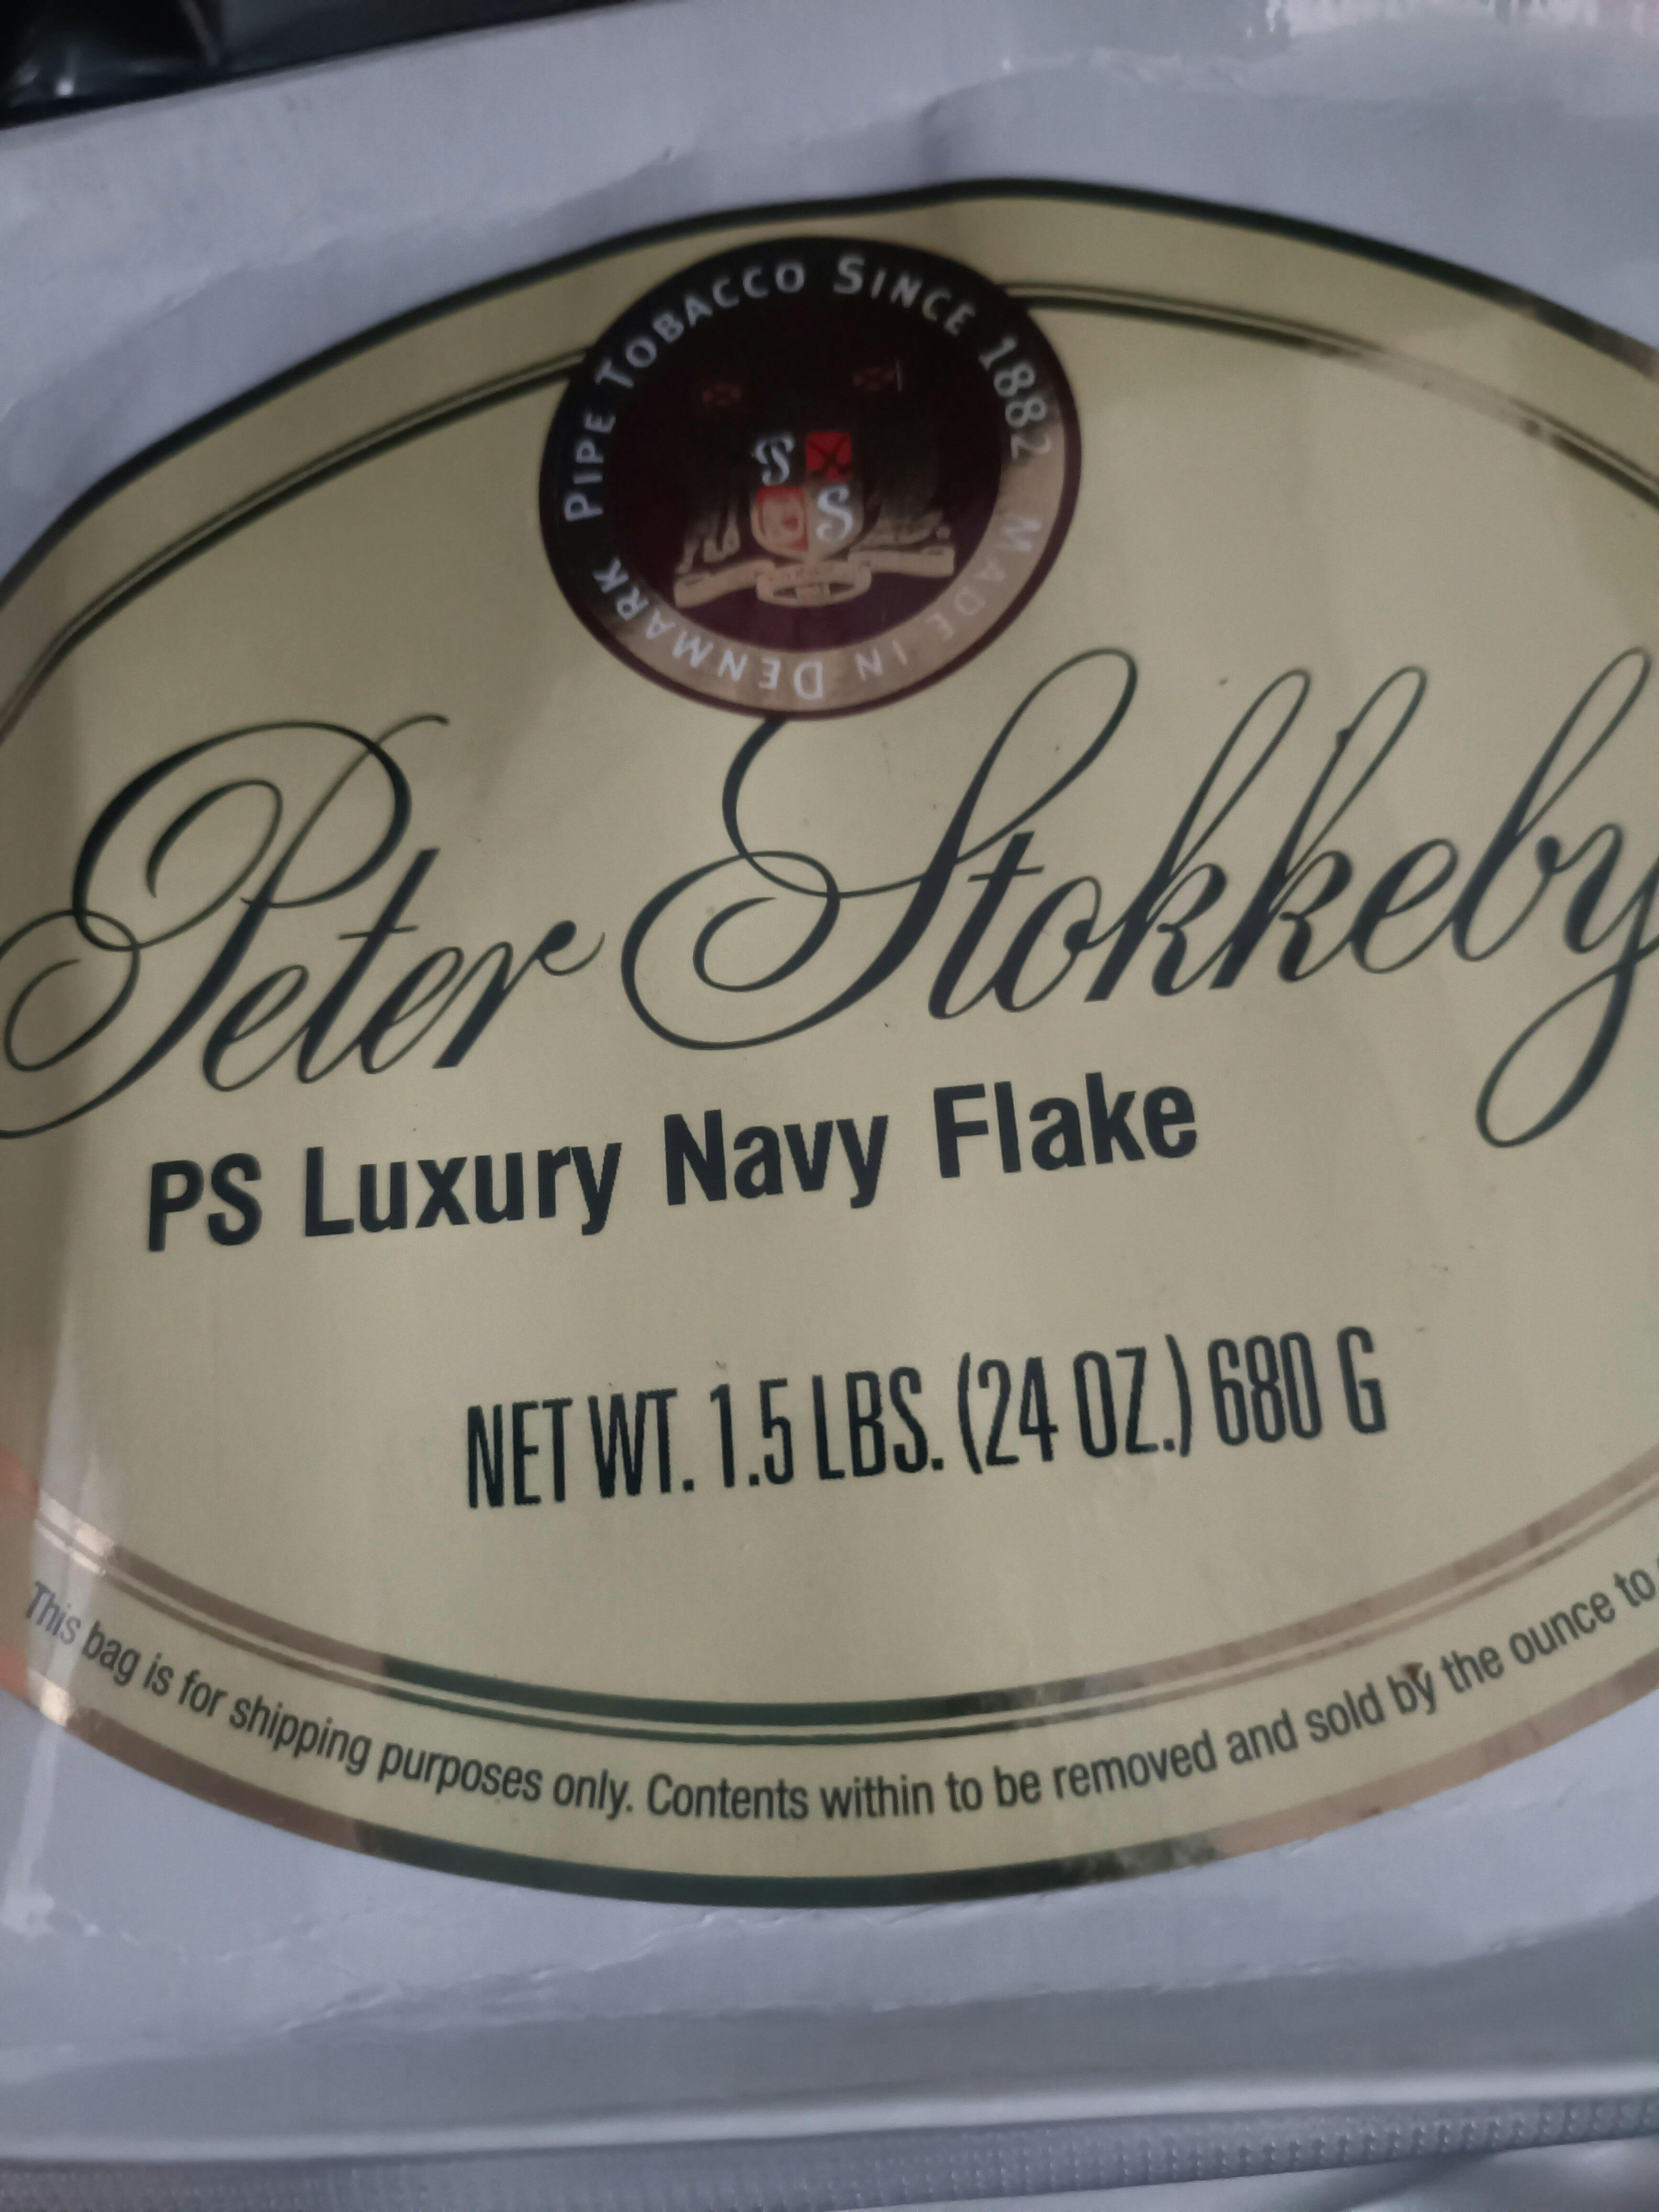 PIPE TOBACCO SINCE 1882
MADE IN DENMARK
P
S
Peter Stokkeby
PS Luxury Navy Flake
NET WT. 1.5 LBS. (24 OZ.) 680 G
This bag is for shipping purposes only. Contents within to be removed and sold by the ounce to